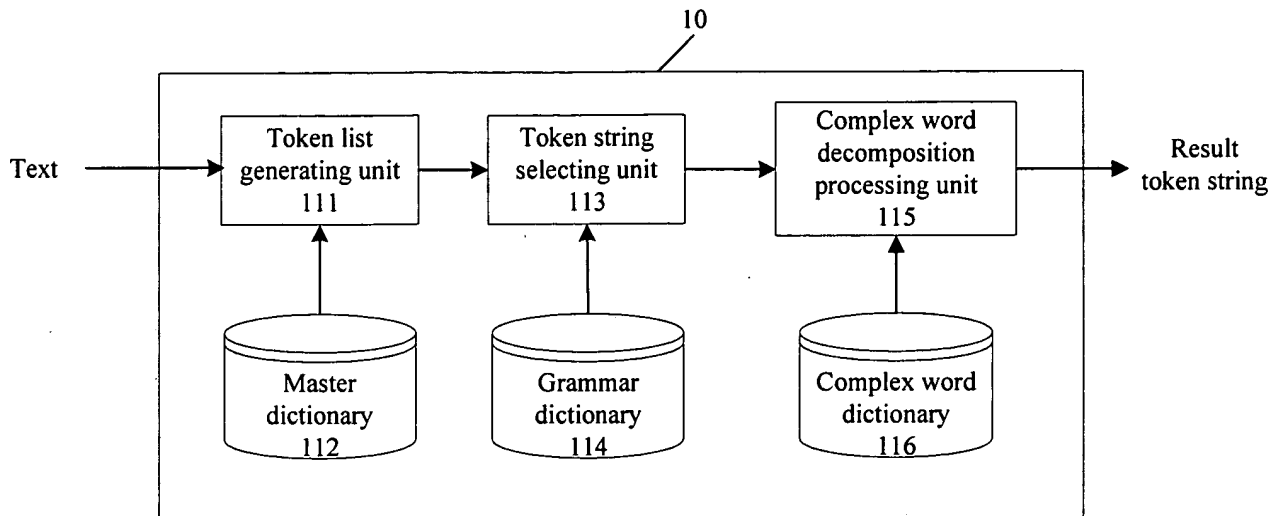 10
Text
Token list
generating unit
111
Token string
selecting unit
113
Complex word
decomposition
processing unit
115
Result
token string
Master
dictionary
112
Grammar
dictionary
114
Complex word
dictionary
116